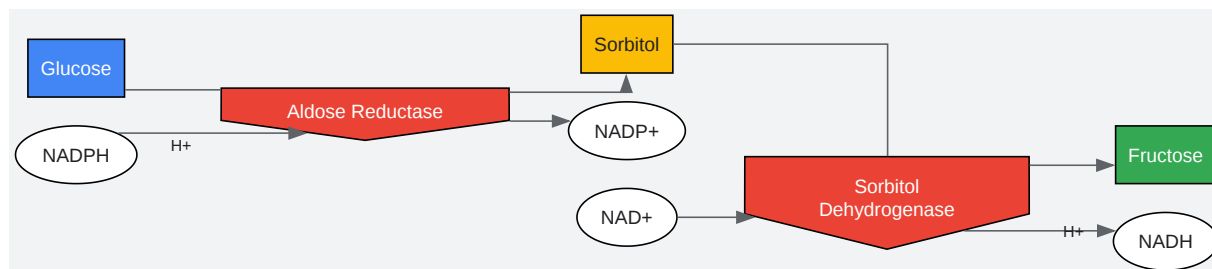 Glucose
Sorbitol
Aldose Reductase
NADPH
H+
NADP+
Fructose
Sorbitol
Dehydrogenase
NAD+
H+
NADH